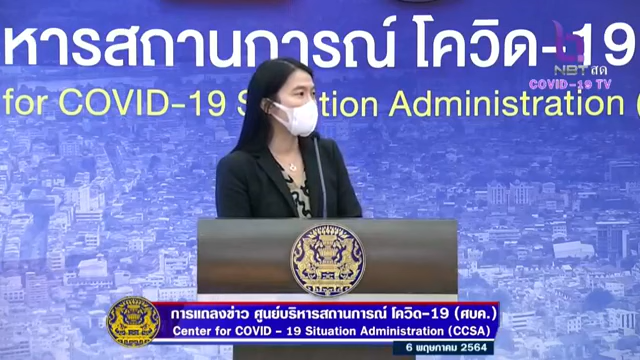 หารสถานการณ์ โควิด-19
for COVID-19 Situation Administration (
NBT สด
COVID-19 TV
การแถลงข่าว ศูนย์บริหารสถานการณ์ โควิด-19 (ศบค.)
Center for COVID - 19 Situation Administration (CCSA)
6 พฤษภาคม 2564